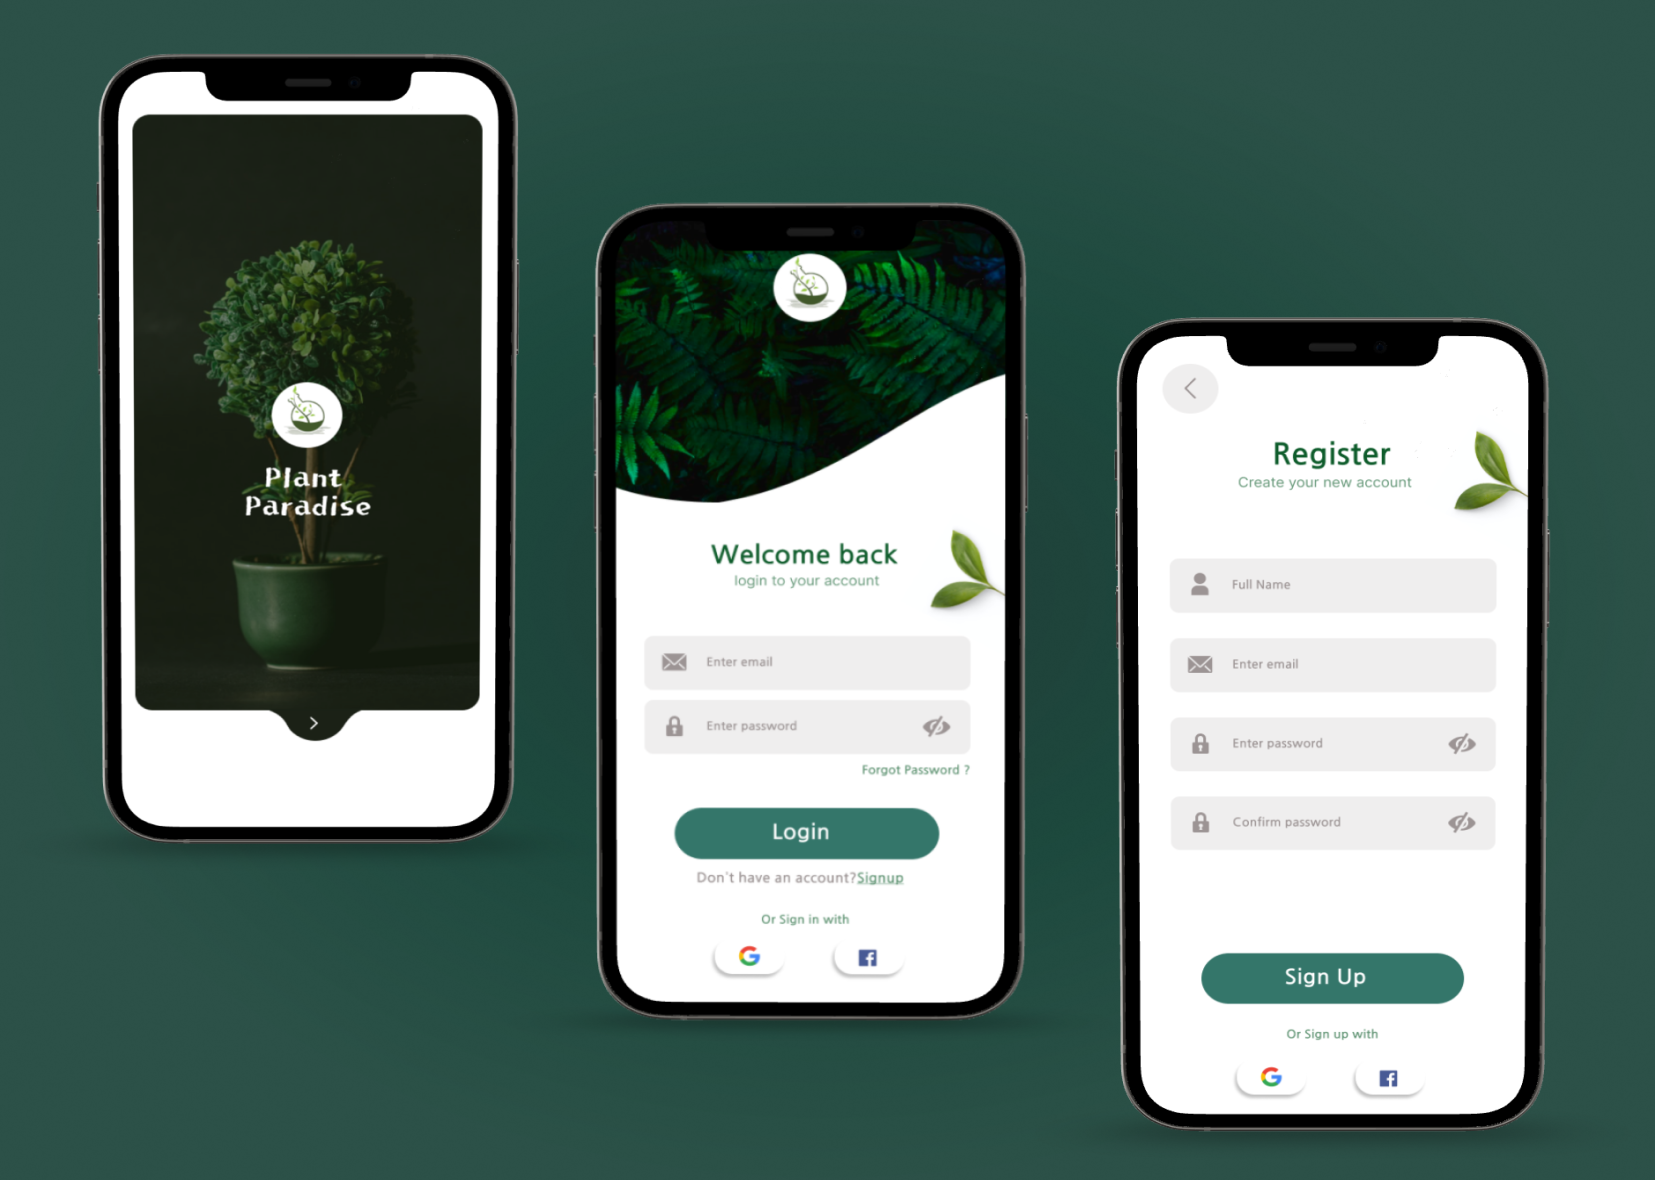 Plant
Paradise
Welcome back
login to your account
Enter email
Enter password
Forgot Password ?
Login
Don't have an account?Signup
Or Sign in with
Register
Create your new account
Full Name
Enter email
Enter password
Confirm password
Sign Up
Or Sign up with